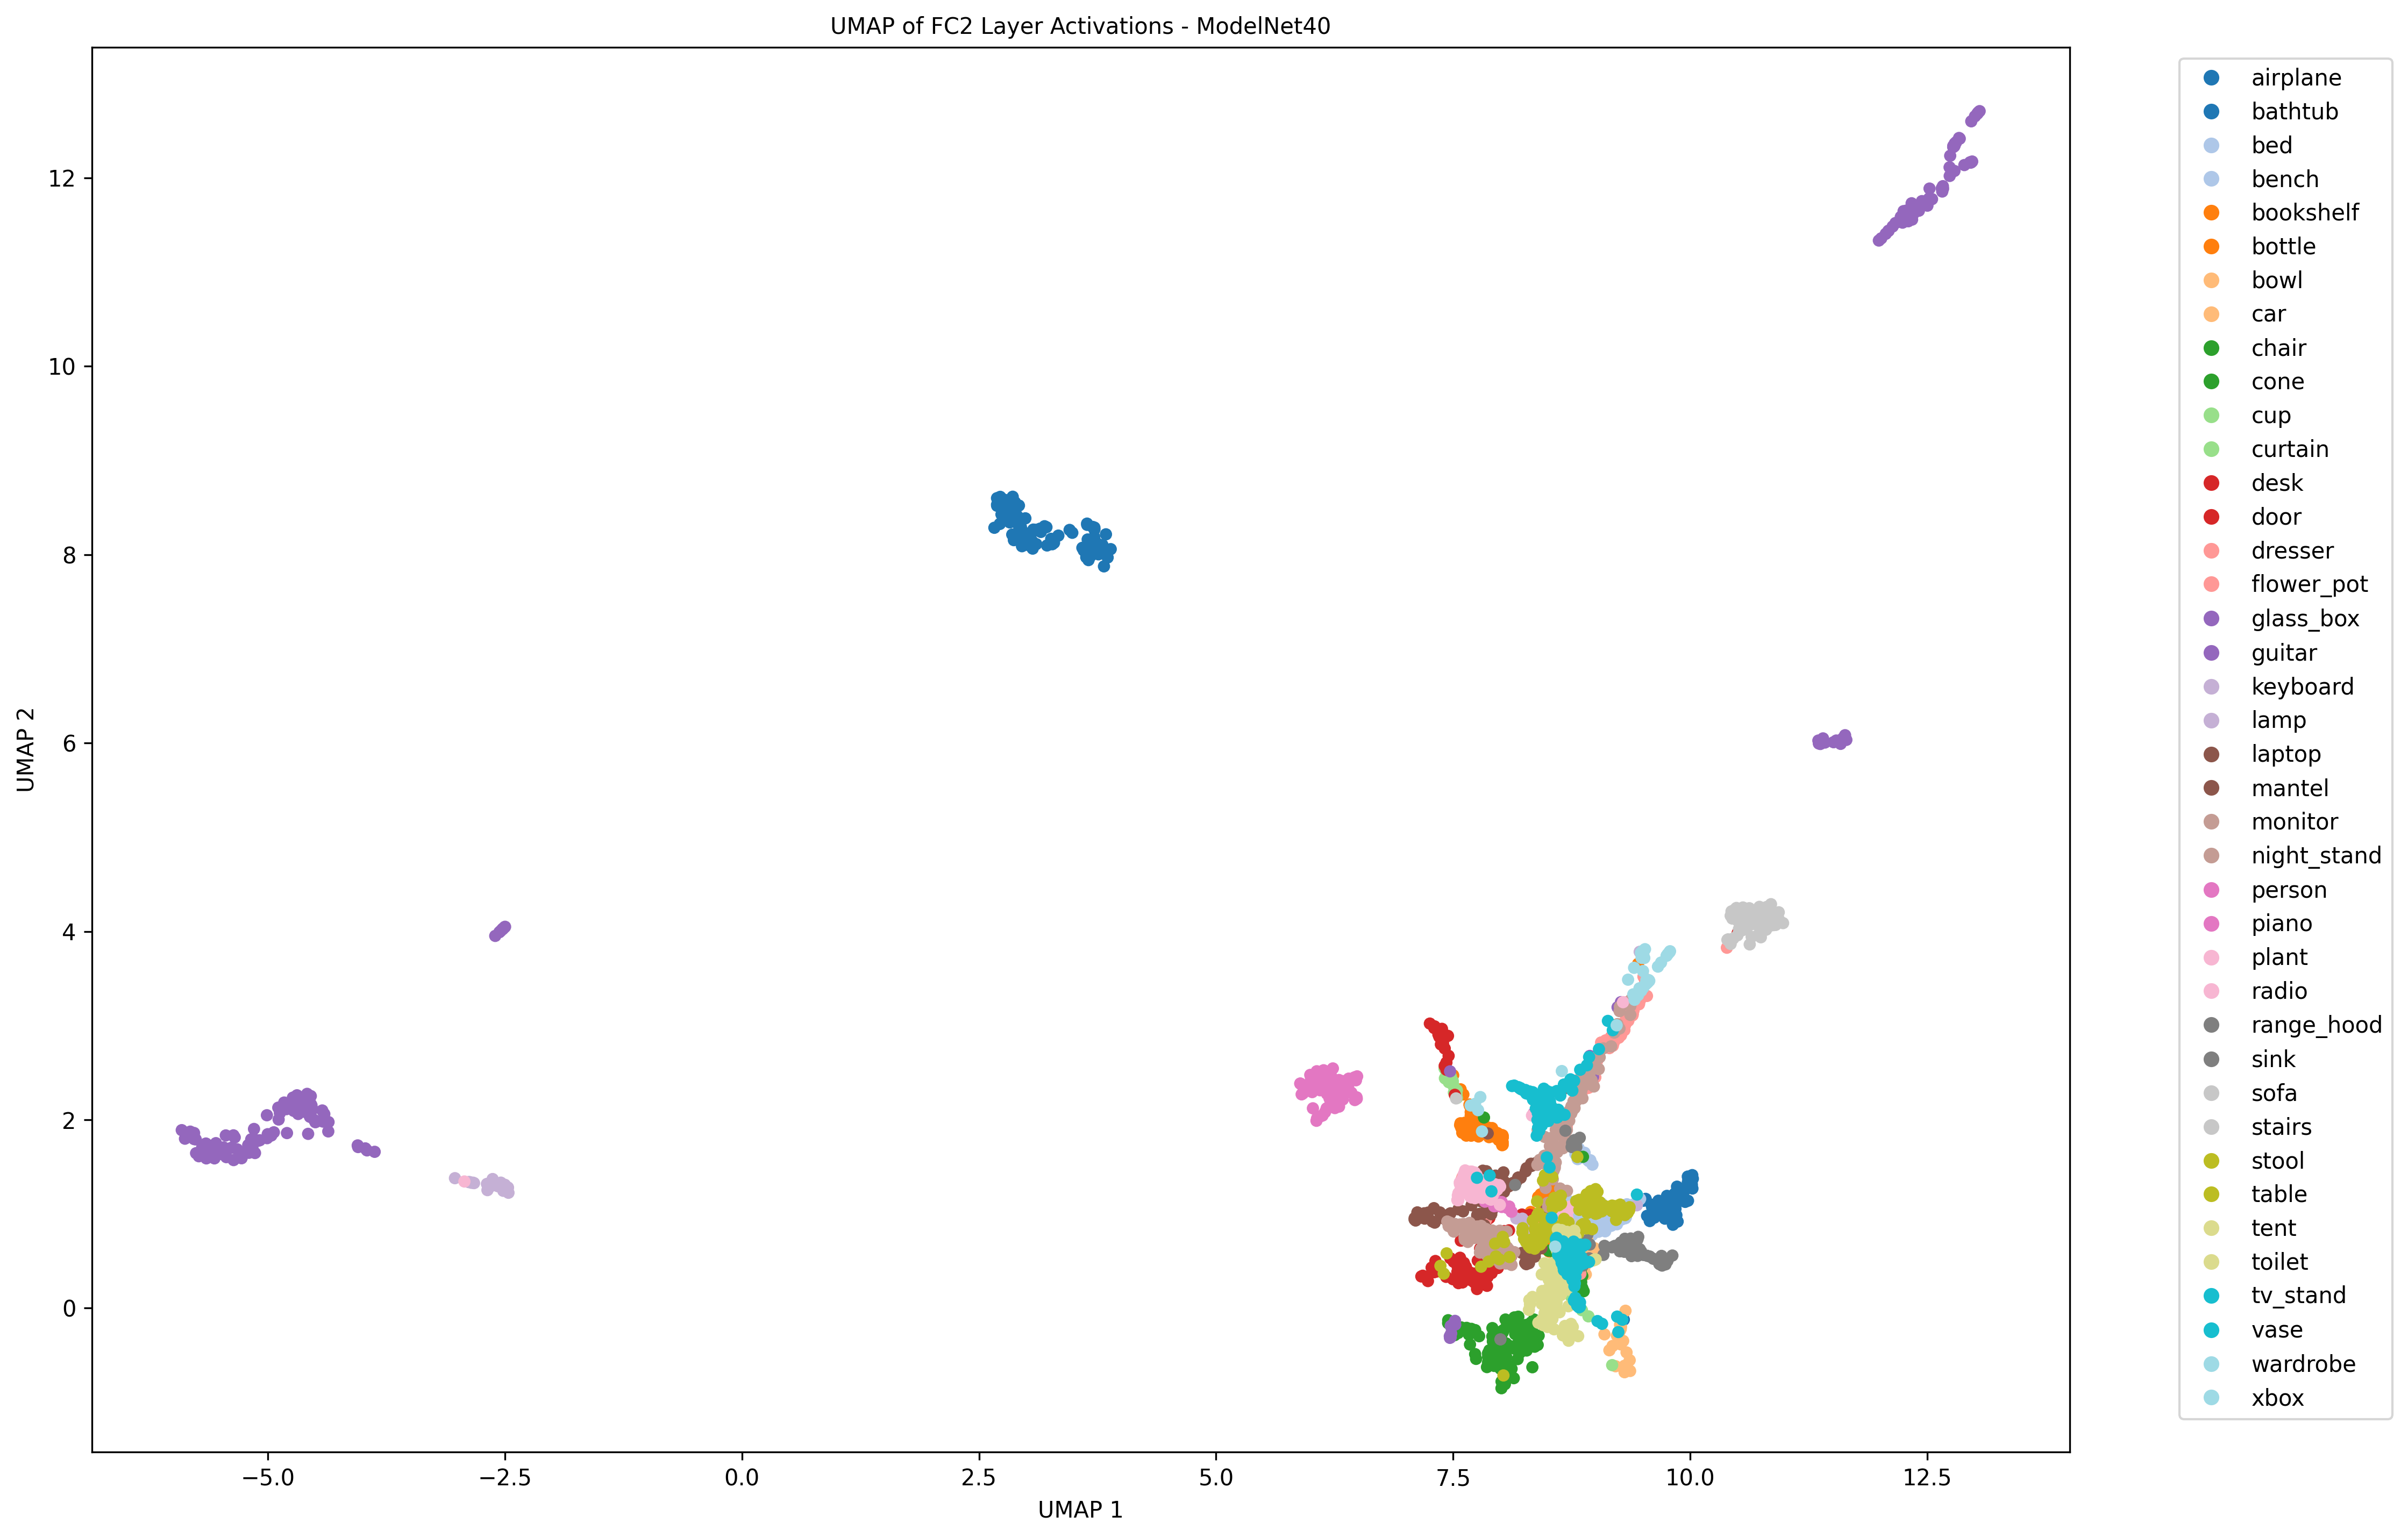 UMAP of FC2 Layer Activations - ModelNet40
12
10
8
6
4
2
0
UMAP 2
−5.0
−2.5
0.0
2.5
5.0
7.5
10.0
12.5
UMAP 1
airplane
bathtub
bed
bench
bookshelf
bottle
bowl
car
chair
cone
cup
curtain
desk
door
dresser
flower_pot
glass_box
guitar
keyboard
lamp
laptop
mantel
monitor
night_stand
person
piano
plant
radio
range_hood
sink
sofa
stairs
stool
table
tent
toilet
tv_stand
vase
wardrobe
xbox